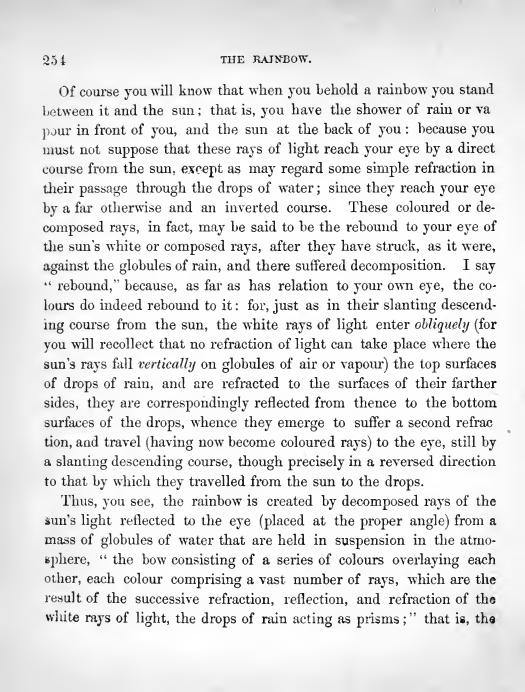 254 THE RAINBOW.
Of course you will know that when you behold a rainbow you stand
between it and the sun; that is, you have the shower of rain or va
pour in front of you, and the sun at the back of you: because you
must not suppose that these rays of light reach your eye by a direct
course from the sun, except as may regard some simple refraction in
their passage through the drops of water; since they reach your eye
by a far otherwise and an inverted course. These coloured or de-
composed rays, in fact, may be said to be the rebound to your eye of
the sun's white or composed rays, after they have struck, as it were,
against the globules of rain, and there suffered decomposition. I say
“ rebound,” because, as far as has relation to your own eye, the co-
lours do indeed rebound to it: for, just as in their slanting descend-
ing course from the sun, the white rays of light enter obliquely (for
you will recollect that no refraction of light can take place where the
sun's rays fall vertically on globules of air or vapour) the top surfaces
of drops of rain, and are refracted to the surfaces of their farther
sides, they are correspondingly reflected from thence to the bottom
surfaces of the drops, whence they emerge to suffer a second refrac
tion, and travel (having now become coloured rays) to the eye, still by
a slanting descending course, though precisely in a reversed direction
to that by which they travelled from the sun to the drops.
Thus, you see, the rainbow is created by decomposed rays of the
sun's light reflected to the eye (placed at the proper angle) from a
mass of globules of water that are held in suspension in the atmo-
sphere, “ the bow consisting of a series of colours overlaying each
other, each colour comprising a vast number of rays, which are the
result of the successive refraction, reflection, and refraction of the
white rays of light, the drops of rain acting as prisms;” that is, the